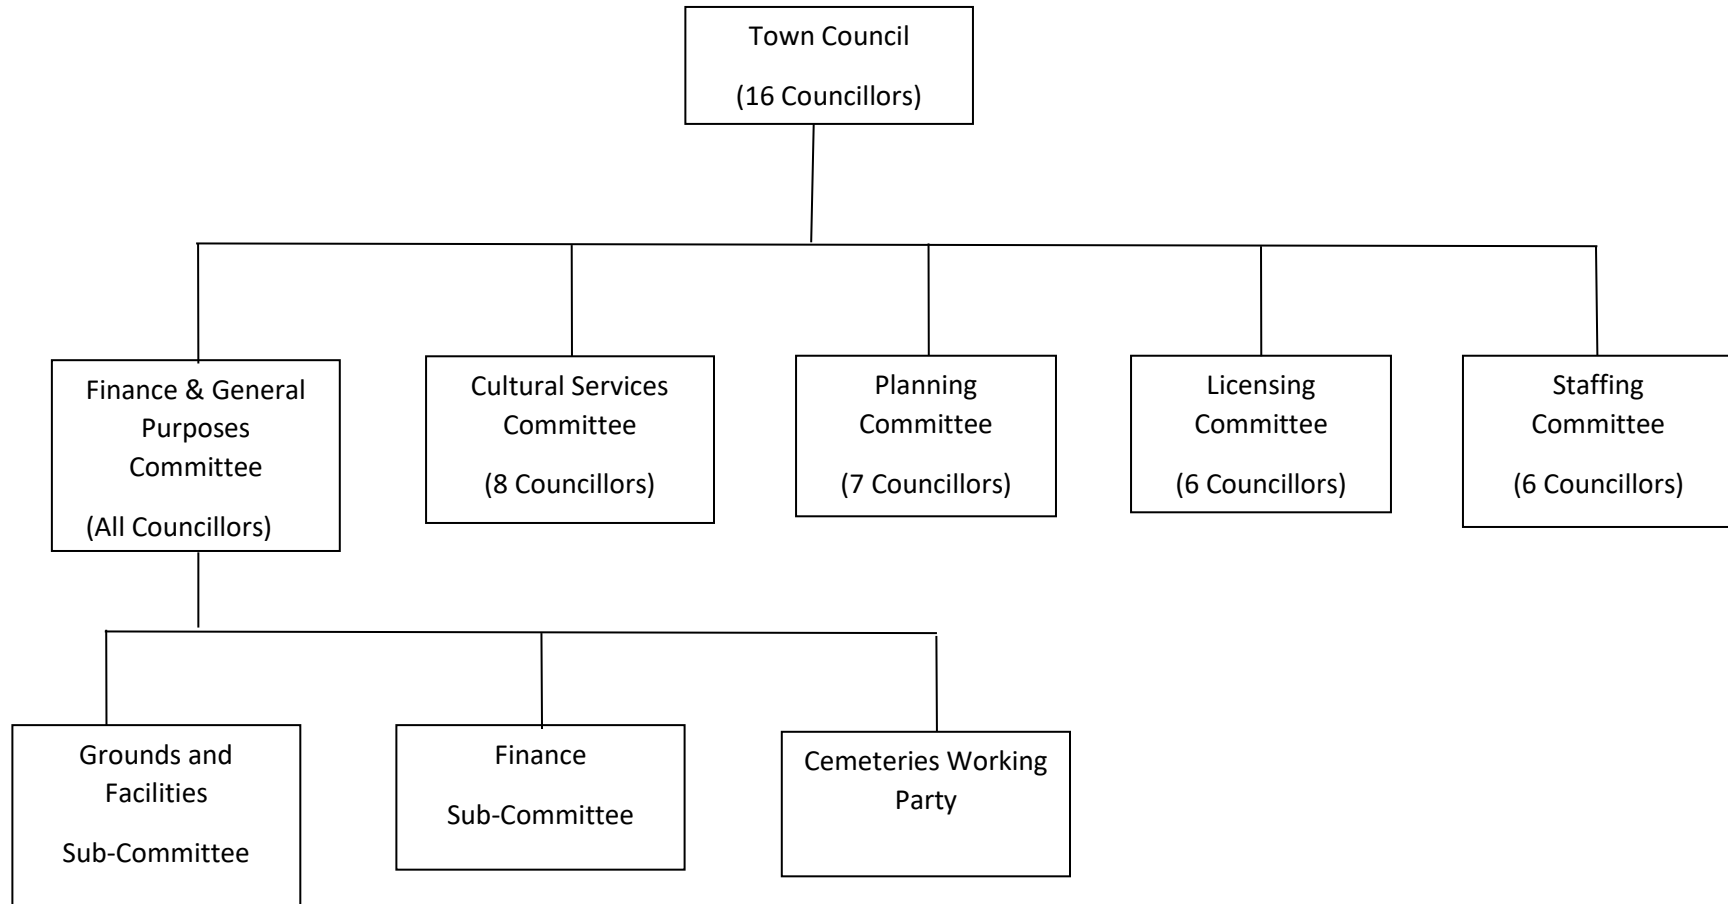 Town Council
(16 Councillors)
Finance & General
Purposes
Committee
(All Councillors)
Cultural Services
Committee
(8 Councillors)
Planning
Committee
(7 Councillors)
Licensing
Committee
(6 Councillors)
Staffing
Committee
(6 Councillors)
Grounds and
Facilities
Sub-Committee
Finance
Sub-Committee
Cemeteries Working
Party